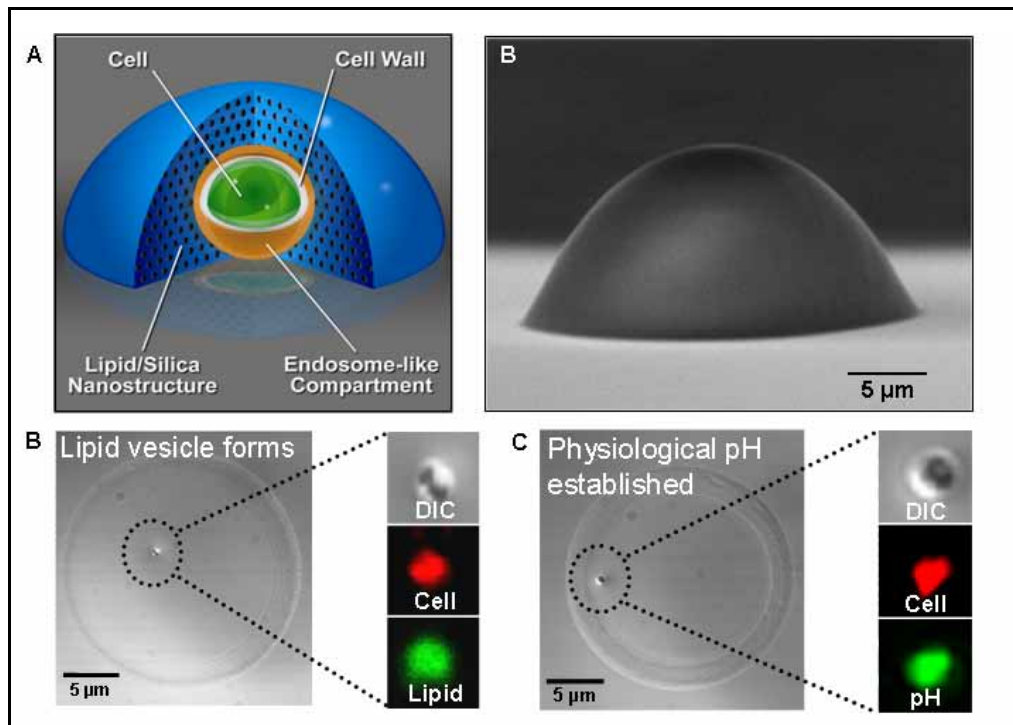 A
Cell
Cell Wall
Lipid/Silica
Nanostructure
Endosome-like
Compartment
B
5 µm
B
Lipid vesicle forms
5 µm
DIC
Cell
Lipid
C
Physiological pH
established
5 µm
DIC
Cell
pH